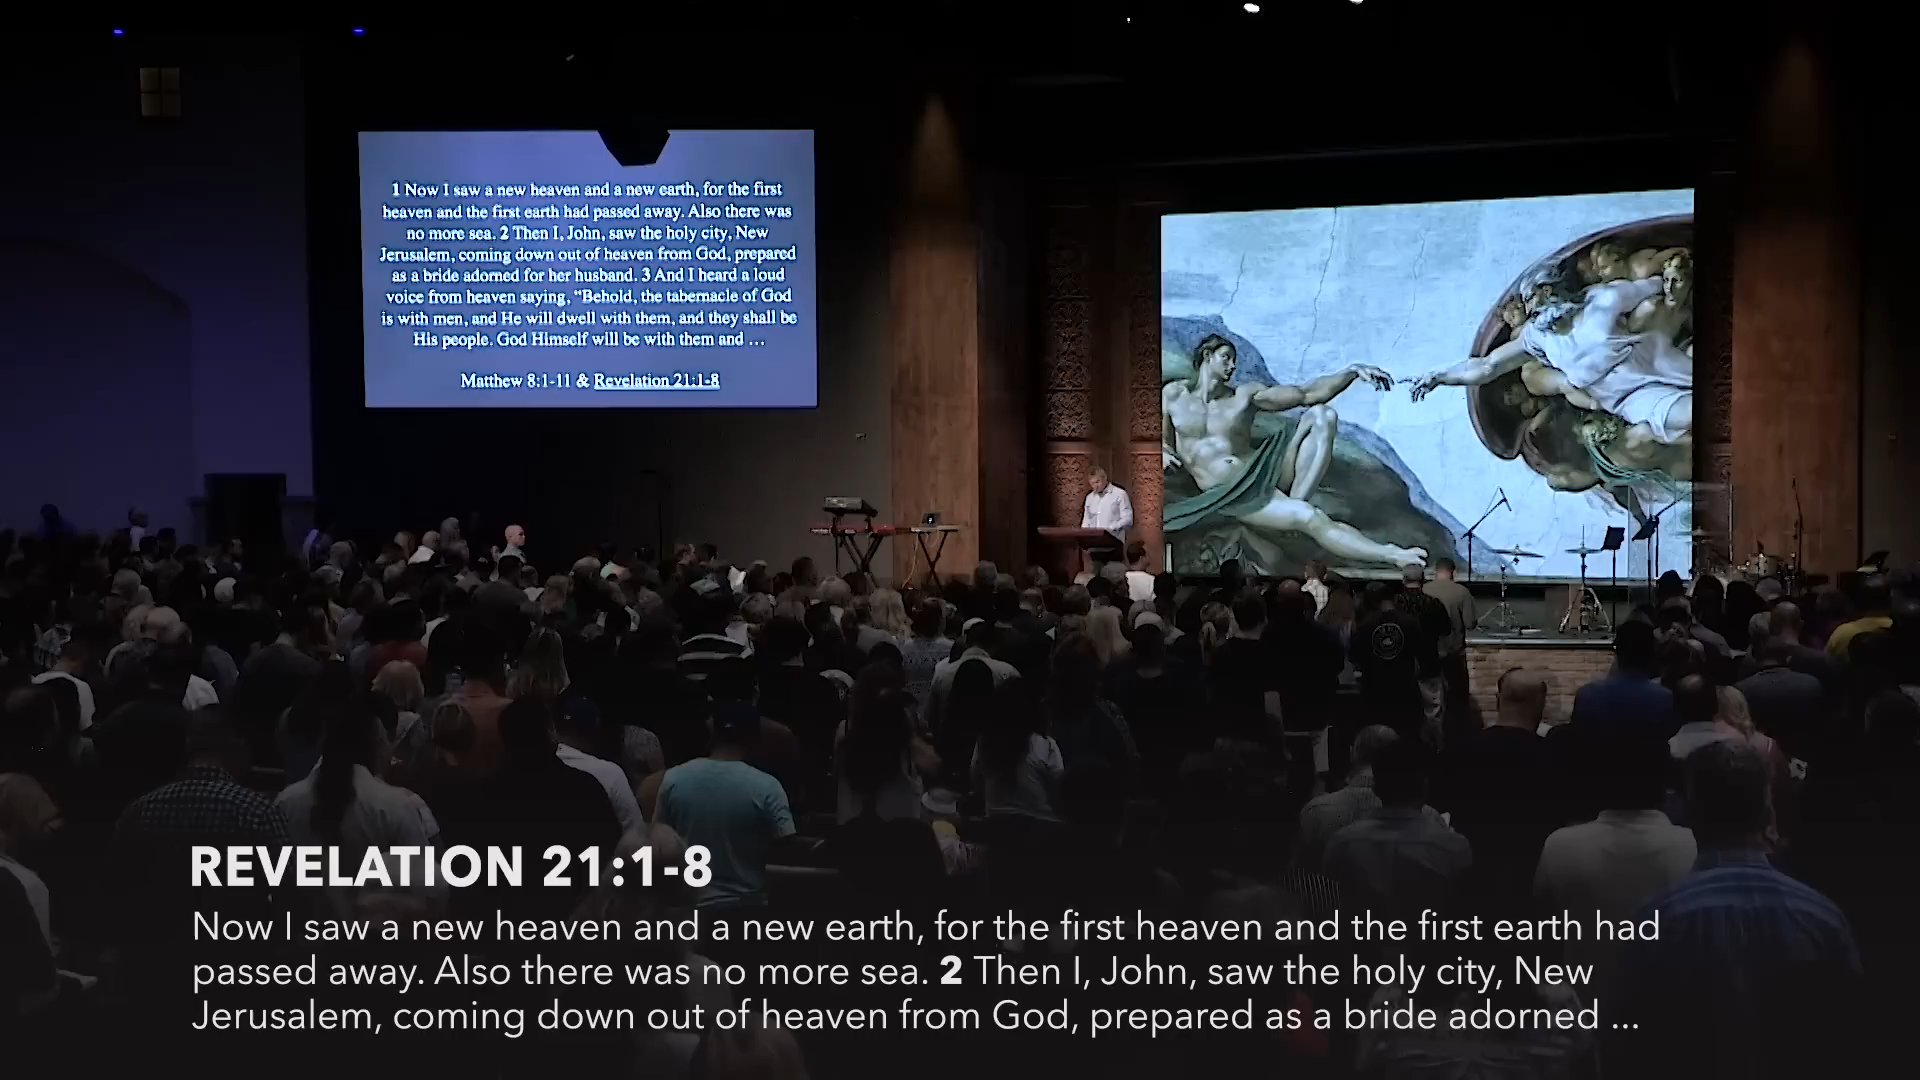 1 Now I saw a new heaven and a new earth, for the first
heaven and the first earth had passed away. Also there was
no more sea. 2 Then I, John, saw the holy city, New
Jerusalem, coming down out of heaven from God, prepared
as a bride adorned for her husband. 3 And I heard a loud
voice from heaven saying, “Behold, the tabernacle of God
is with men, and He will dwell with them, and they shall be
His people. God Himself will be with them and ...
Matthew 8:1-11 & Revelation 21:1-8
REVELATION 21:1-8
Now I saw a new heaven and a new earth, for the first heaven and the first earth had
passed away. Also there was no more sea. 2 Then I, John, saw the holy city, New
Jerusalem, coming down out of heaven from God, prepared as a bride adorned ...